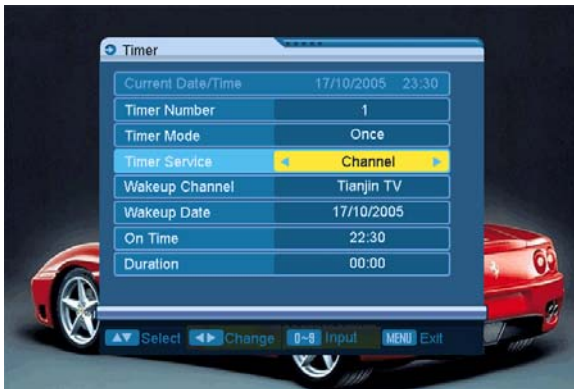 Timer
Current Date/Time 17/10/2005 23:30
Timer Number 1
Timer Mode Once
Timer Service Channel
Wakeup Channel Tianjin TV
Wakeup Date 17/10/2005
On Time 22:30
Duration 00:00
Select Change 0~9 Input MENU Exit